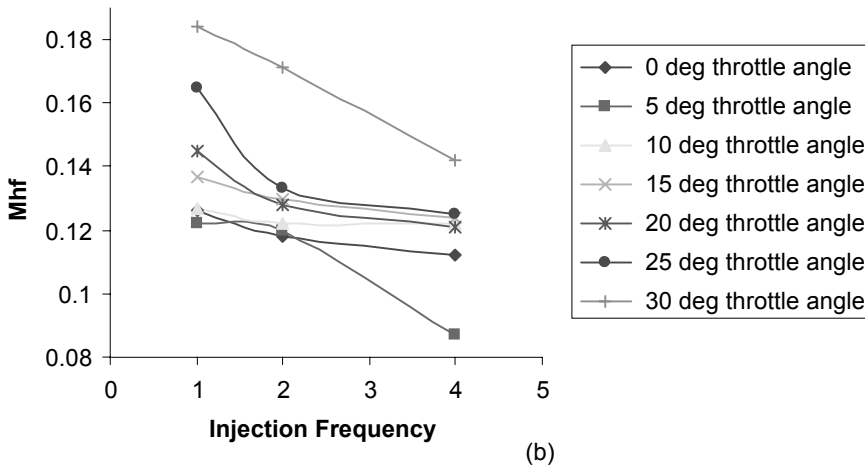 0.18
0.16
0.14
0.12
0.1
0.08
Mhf
0 1 2 3 4 5
Injection Frequency
(b)
0 deg throttle angle
5 deg throttle angle
10 deg throttle angle
15 deg throttle angle
20 deg throttle angle
25 deg throttle angle
30 deg throttle angle